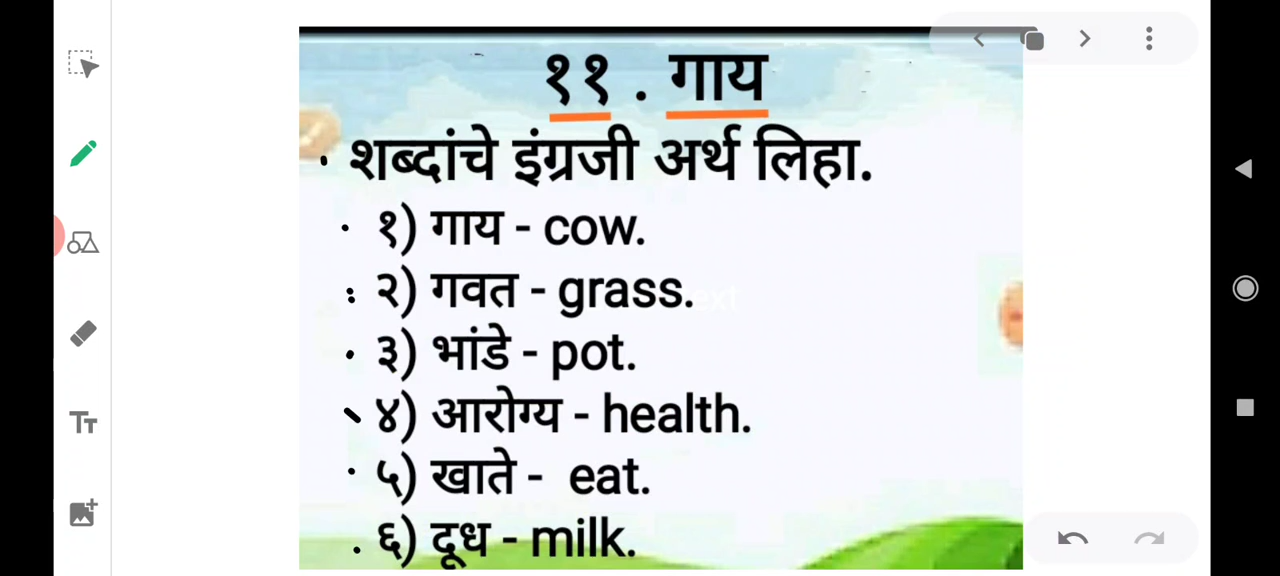 ११ . गाय
शब्दांचे इंग्रजी अर्थ लिहा.
१) गाय - cow.
२) गवत - grass.
३) भांडे - pot.
४) आरोग्य - health.
५) खाते - eat.
६) दूध - milk.